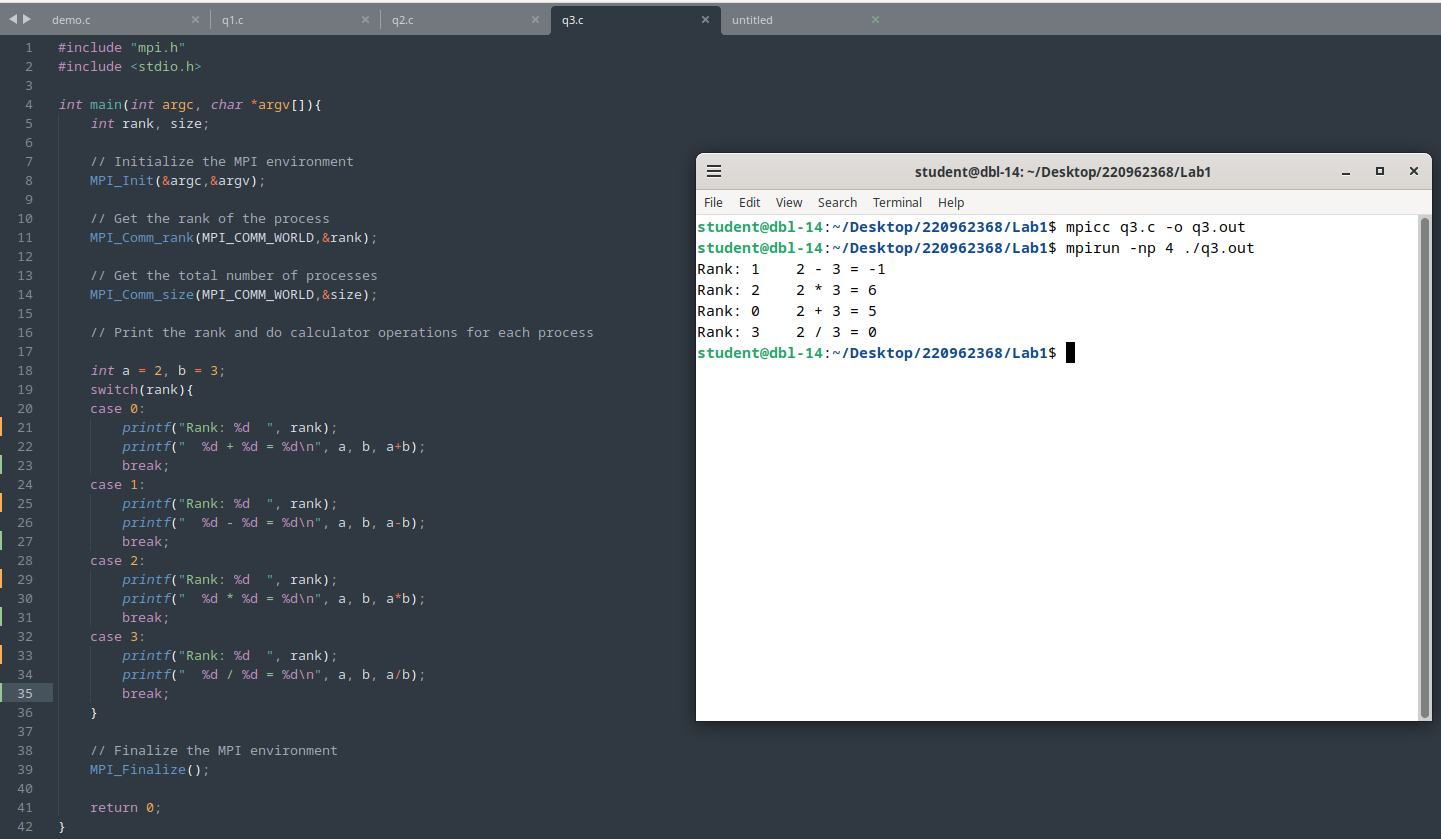 demo.c × q1.c × q2.c × q3.c × untitled ×
1 #include "mpi.h"
2 #include <stdio.h>
3
4 int main(int argc, char *argv[]){
5     int rank, size;
6
7     // Initialize the MPI environment
8     MPI_Init(&argc,&argv);
9
10     // Get the rank of the process
11     MPI_Comm_rank(MPI_COMM_WORLD,&rank);
12
13     // Get the total number of processes
14     MPI_Comm_size(MPI_COMM_WORLD,&size);
15
16     // Print the rank and do calculator operations for each process
17
18     int a = 2, b = 3;
19     switch(rank){
20     case 0:
21         printf("Rank: %d  ", rank);
22         printf("  %d + %d = %d\n", a, b, a+b);
23         break;
24     case 1:
25         printf("Rank: %d  ", rank);
26         printf("  %d - %d = %d\n", a, b, a-b);
27         break;
28     case 2:
29         printf("Rank: %d  ", rank);
30         printf("  %d * %d = %d\n", a, b, a*b);
31         break;
32     case 3:
33         printf("Rank: %d  ", rank);
34         printf("  %d / %d = %d\n", a, b, a/b);
35         break;
36     }
37
38     // Finalize the MPI environment
39     MPI_Finalize();
40
41     return 0;
42 }
student@dbl-14: ~/Desktop/220962368/Lab1
File Edit View Search Terminal Help
student@dbl-14:~/Desktop/220962368/Lab1$ mpicc q3.c -o q3.out
student@dbl-14:~/Desktop/220962368/Lab1$ mpirun -np 4 ./q3.out
Rank: 1    2 - 3 = -1
Rank: 2    2 * 3 = 6
Rank: 0    2 + 3 = 5
Rank: 3    2 / 3 = 0
student@dbl-14:~/Desktop/220962368/Lab1$